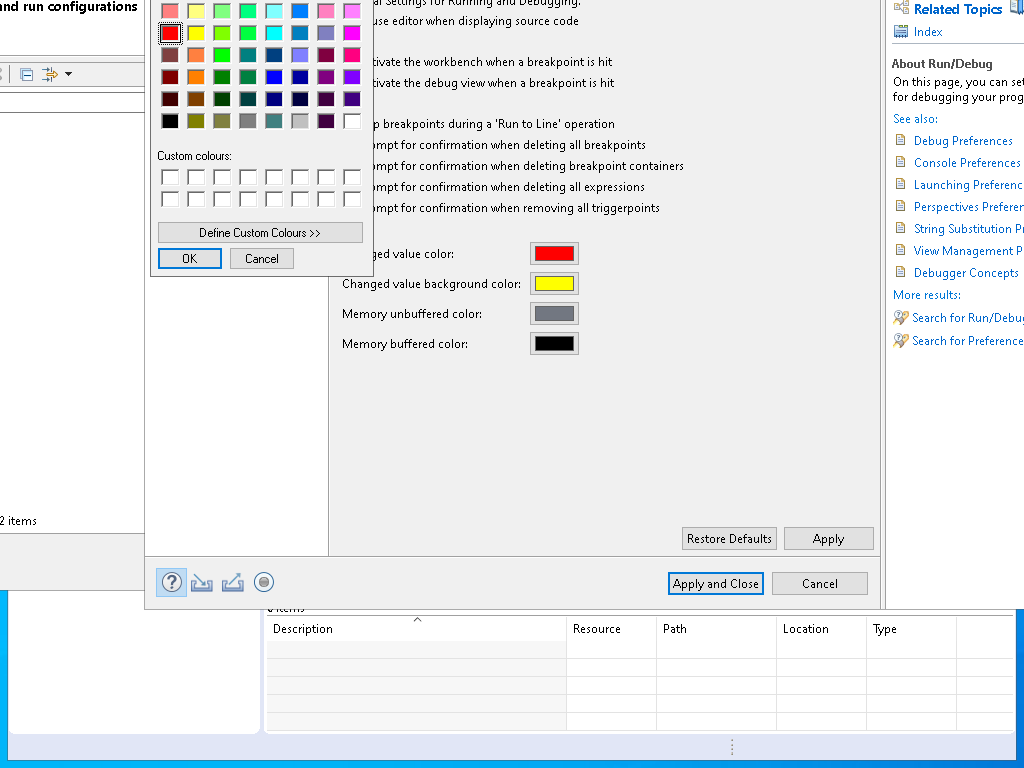 and run configurations
2 items
Custom colours:
Define Custom Colours >>
OK
Cancel
Settings for Running and Debugging.
use editor when displaying source code
tivate the workbench when a breakpoint is hit
tivate the debug view when a breakpoint is hit
p breakpoints during a 'Run to Line' operation
ompt for confirmation when deleting all breakpoints
ompt for confirmation when deleting breakpoint containers
ompt for confirmation when deleting all expressions
ompt for confirmation when removing all triggerpoints
ged value color:
Changed value background color:
Memory unbuffered color:
Memory buffered color:
Restore Defaults
Apply
Apply and Close
Cancel
Related Topics
Index
About Run/Debug
On this page, you can set
for debugging your prog
See also:
Debug Preferences
Console Preferences
Launching Preferenc
Perspectives Preferer
String Substitution Pr
View Management P
Debugger Concepts
More results:
Search for Run/Debug
Search for Preference
items
Description
Resource
Path
Location
Type